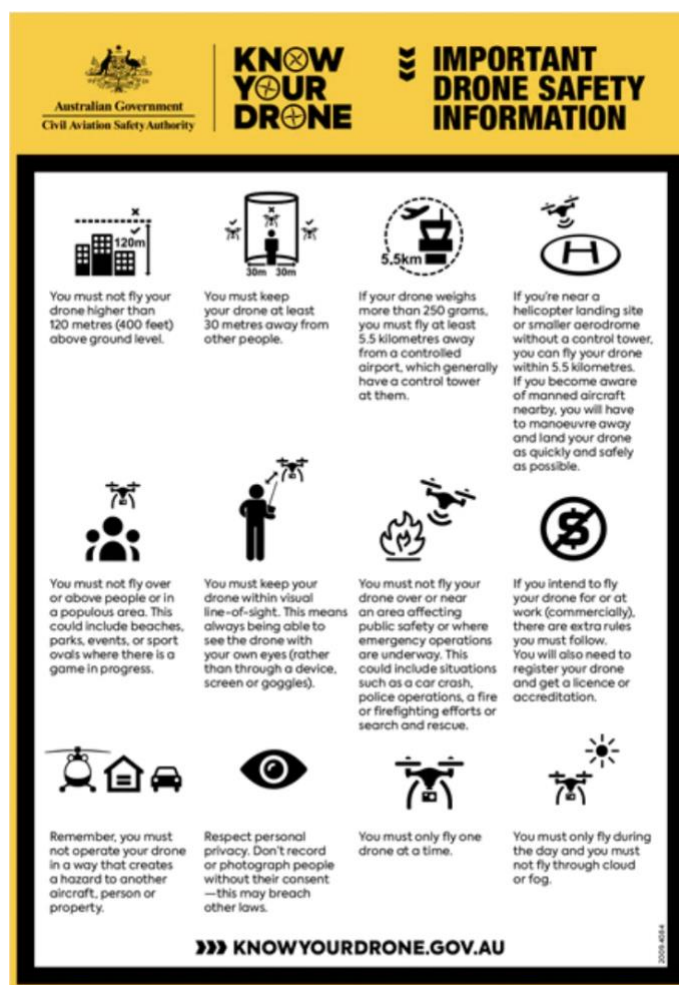 Australian Government
Civil Aviation Safety Authority
KNOW
YOUR
DRONE
IMPORTANT
DRONE SAFETY
INFORMATION
120m
You must not fly your
drone higher than
120 metres (400 feet)
above ground level.
30m 30m
You must keep
your drone at least
30 metres away from
other people.
5.5km
If your drone weighs
more than 250 grams,
you must fly at least
5.5 kilometres away
from a controlled
airport, which generally
have a control tower
at them.
H
If you're near a
helicopter landing site
or smaller aerodrome
without a control tower,
you can fly your drone
within 5.5 kilometres.
If you become aware
of manned aircraft
nearby, you will have
to manoeuvre away
and land your drone
as quickly and safely
as possible.
You must not fly over
or above people or in
a populous area. This
could include beaches,
parks, events, or sport
ovals where there is a
game in progress.
You must keep your
drone within visual
line-of-sight. This means
always being able to
see the drone with
your own eyes (rather
than through a device,
screen or goggles).
You must not fly your
drone over or near
an area affecting
public safety or where
emergency operations
are underway. This
could include situations
such as a car crash,
police operations, a fire
or firefighting efforts or
search and rescue.
$
If you intend to fly
your drone for or at
work (commercially),
there are extra rules
you must follow.
You will also need to
register your drone
and get a licence or
accreditation.
Remember, you must
not operate your drone
in a way that creates
a hazard to another
aircraft, person or
property.
Respect personal
privacy. Don't record
or photograph people
without their consent
—this may breach
other laws.
You must only fly one
drone at a time.
You must only fly during
the day and you must
not fly through cloud
or fog.
KNOWYOURDRONE.GOV.AU
2009.4084